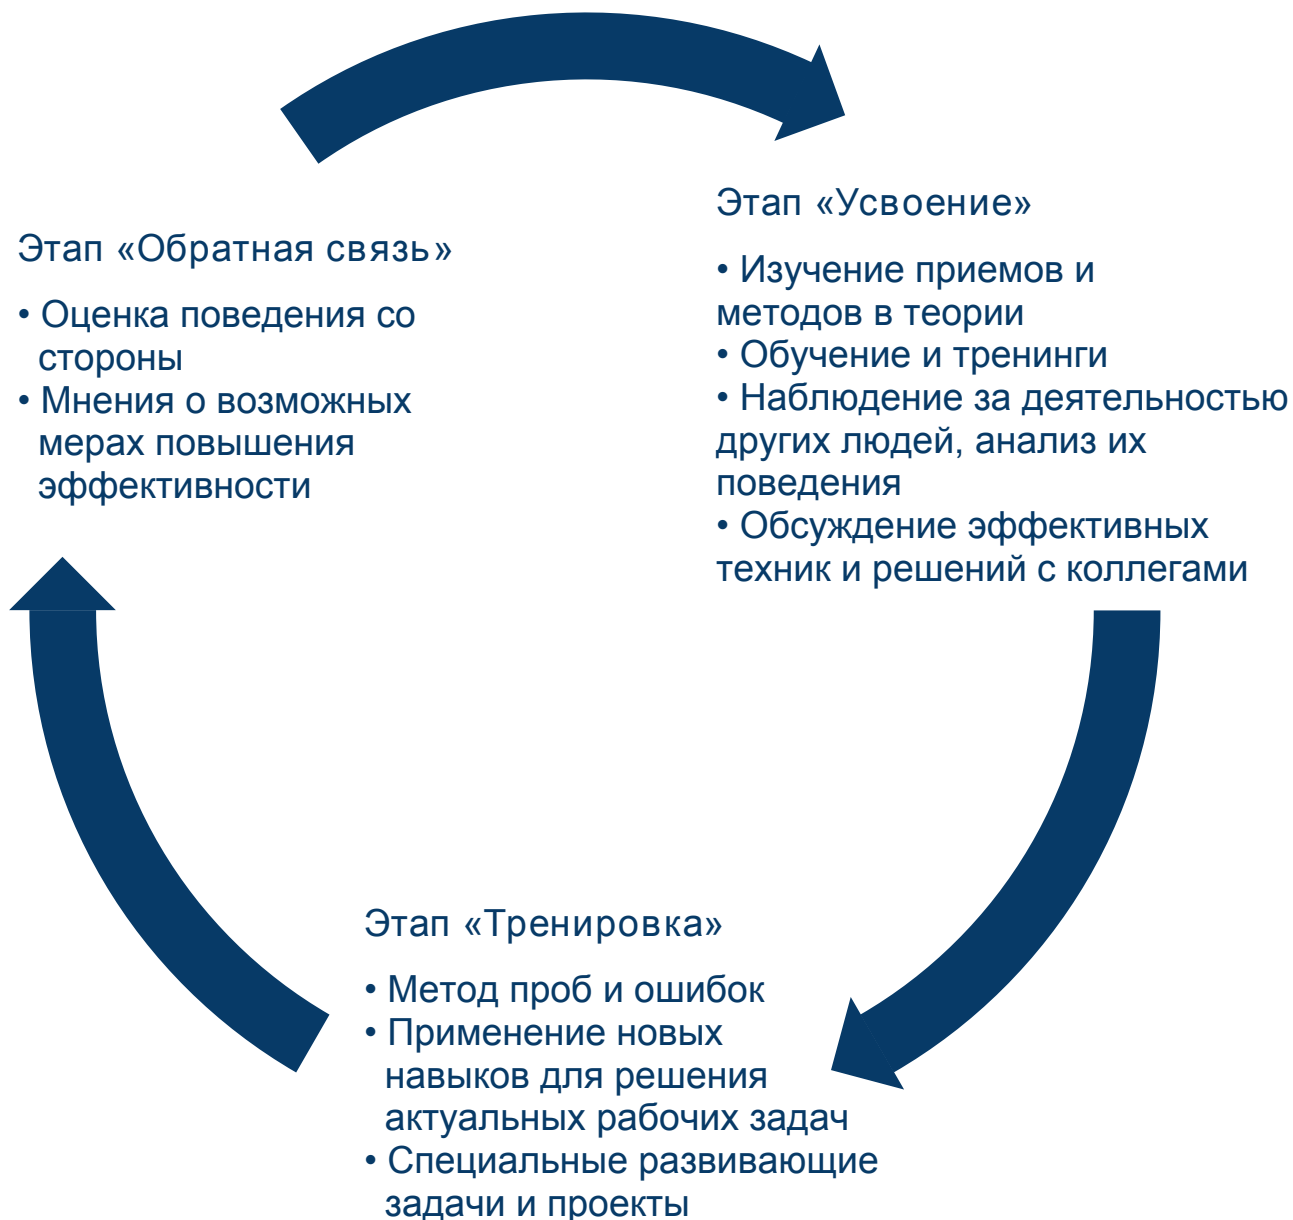 Этап «Обратная связь»
• Оценка поведения со
стороны
• Мнения о возможных
мерах повышения
эффективности
Этап «Усвоение»
• Изучение приемов и
методов в теории
• Обучение и тренинги
• Наблюдение за деятельностью
других людей, анализ их
поведения
• Обсуждение эффективных
техник и решений с коллегами
Этап «Тренировка»
• Метод проб и ошибок
• Применение новых
навыков для решения
актуальных рабочих задач
• Специальные развивающие
задачи и проекты